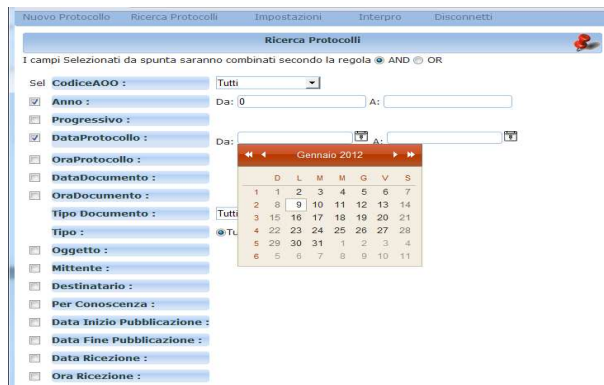 Nuovo Protocollo Ricerca Protocolli Impostazioni Interpro Disconnetti
Ricerca Protocolli
I campi Selezionati da spunta saranno combinati secondo la regola AND OR
Sel CodiceAOO : Tutti
Anno : Da: 0 A:
Progressivo :
DataProtocollo : Da: A:
Gennaio 2012
D L M M G V S
1 1 2 3 4 5 6 7
2 8 9 10 11 12 13 14
3 15 16 17 18 19 20 21
4 22 23 24 25 26 27 28
5 29 30 31 1 2 3 4
6 5 6 7 8 9 10 11
OraProtocollo :
DataDocumento :
OraDocumento :
Tipo Documento : Tutti
Tipo : Tu
Oggetto :
Mittente :
Destinatario :
Per Conoscenza :
Data Inizio Pubblicazione :
Data Fine Pubblicazione :
Data Ricezione :
Ora Ricezione :